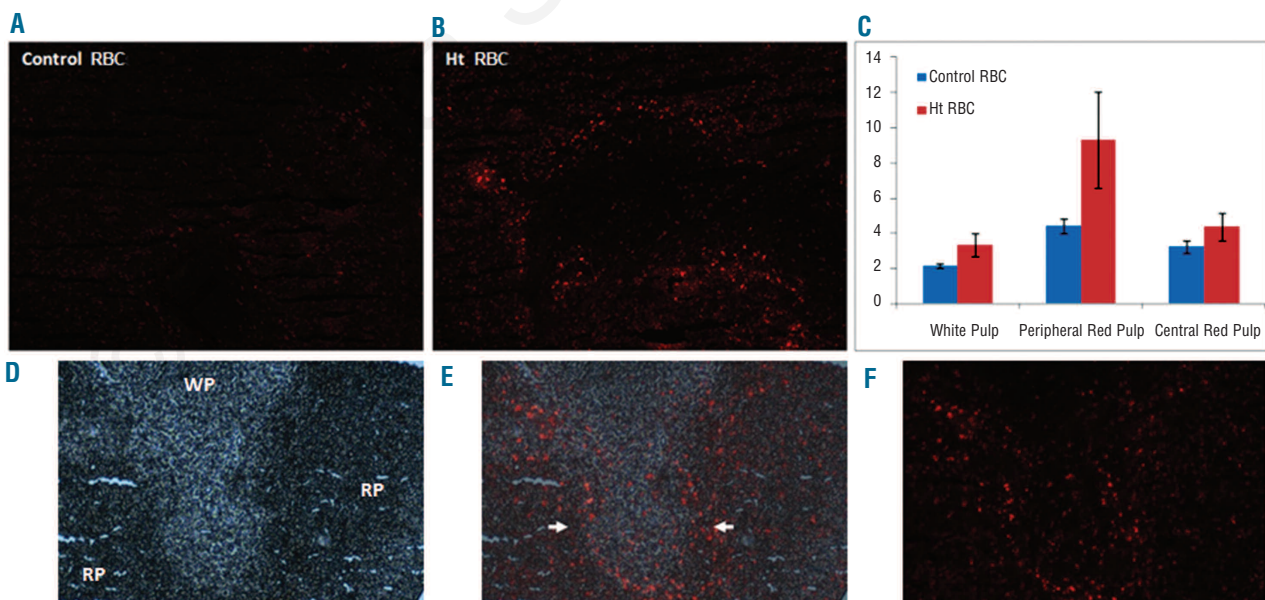 A
Control RBC
B
Ht RBC
C
14
12
10
8
6
4
2
0
Control RBC
Ht RBC
White Pulp Peripheral Red Pulp Central Red Pulp
D
WP
RP
RP
E
F